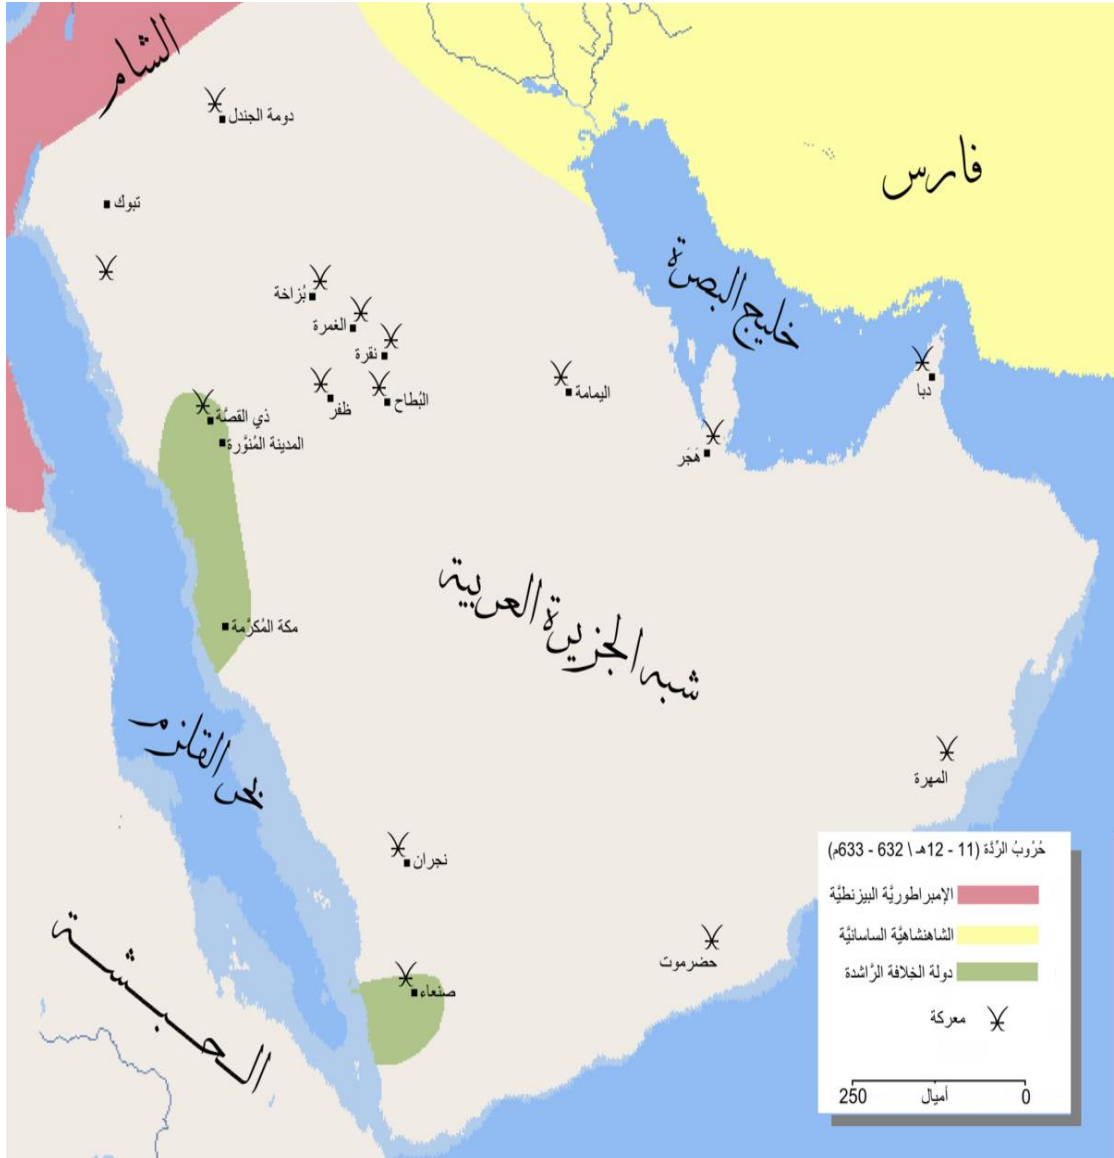 الشام
دومة الجندل
فارس
تبوك
خليج البصرة
بُزاخة
الغمرة
نقرة
دبا
اليمامة
ظفر
البُطاح
ذي القصَّة
المدينة المُنوَّرة
هَجَر
شبه الجزيرة العربية
مكة المُكرَّمة
بحر القلزم
المهرة
نجران
حضرموت
صنعاء
الحبشة
حُرُوبُ الرِّدَّة (11 - 12هـ \ 632 - 633م)
الإمبراطوريَّة البيزنطيَّة
الشاهنشاهيَّة الساسانيَّة
دولة الخِلافة الرَّاشدة
معركة
0 أميال 250